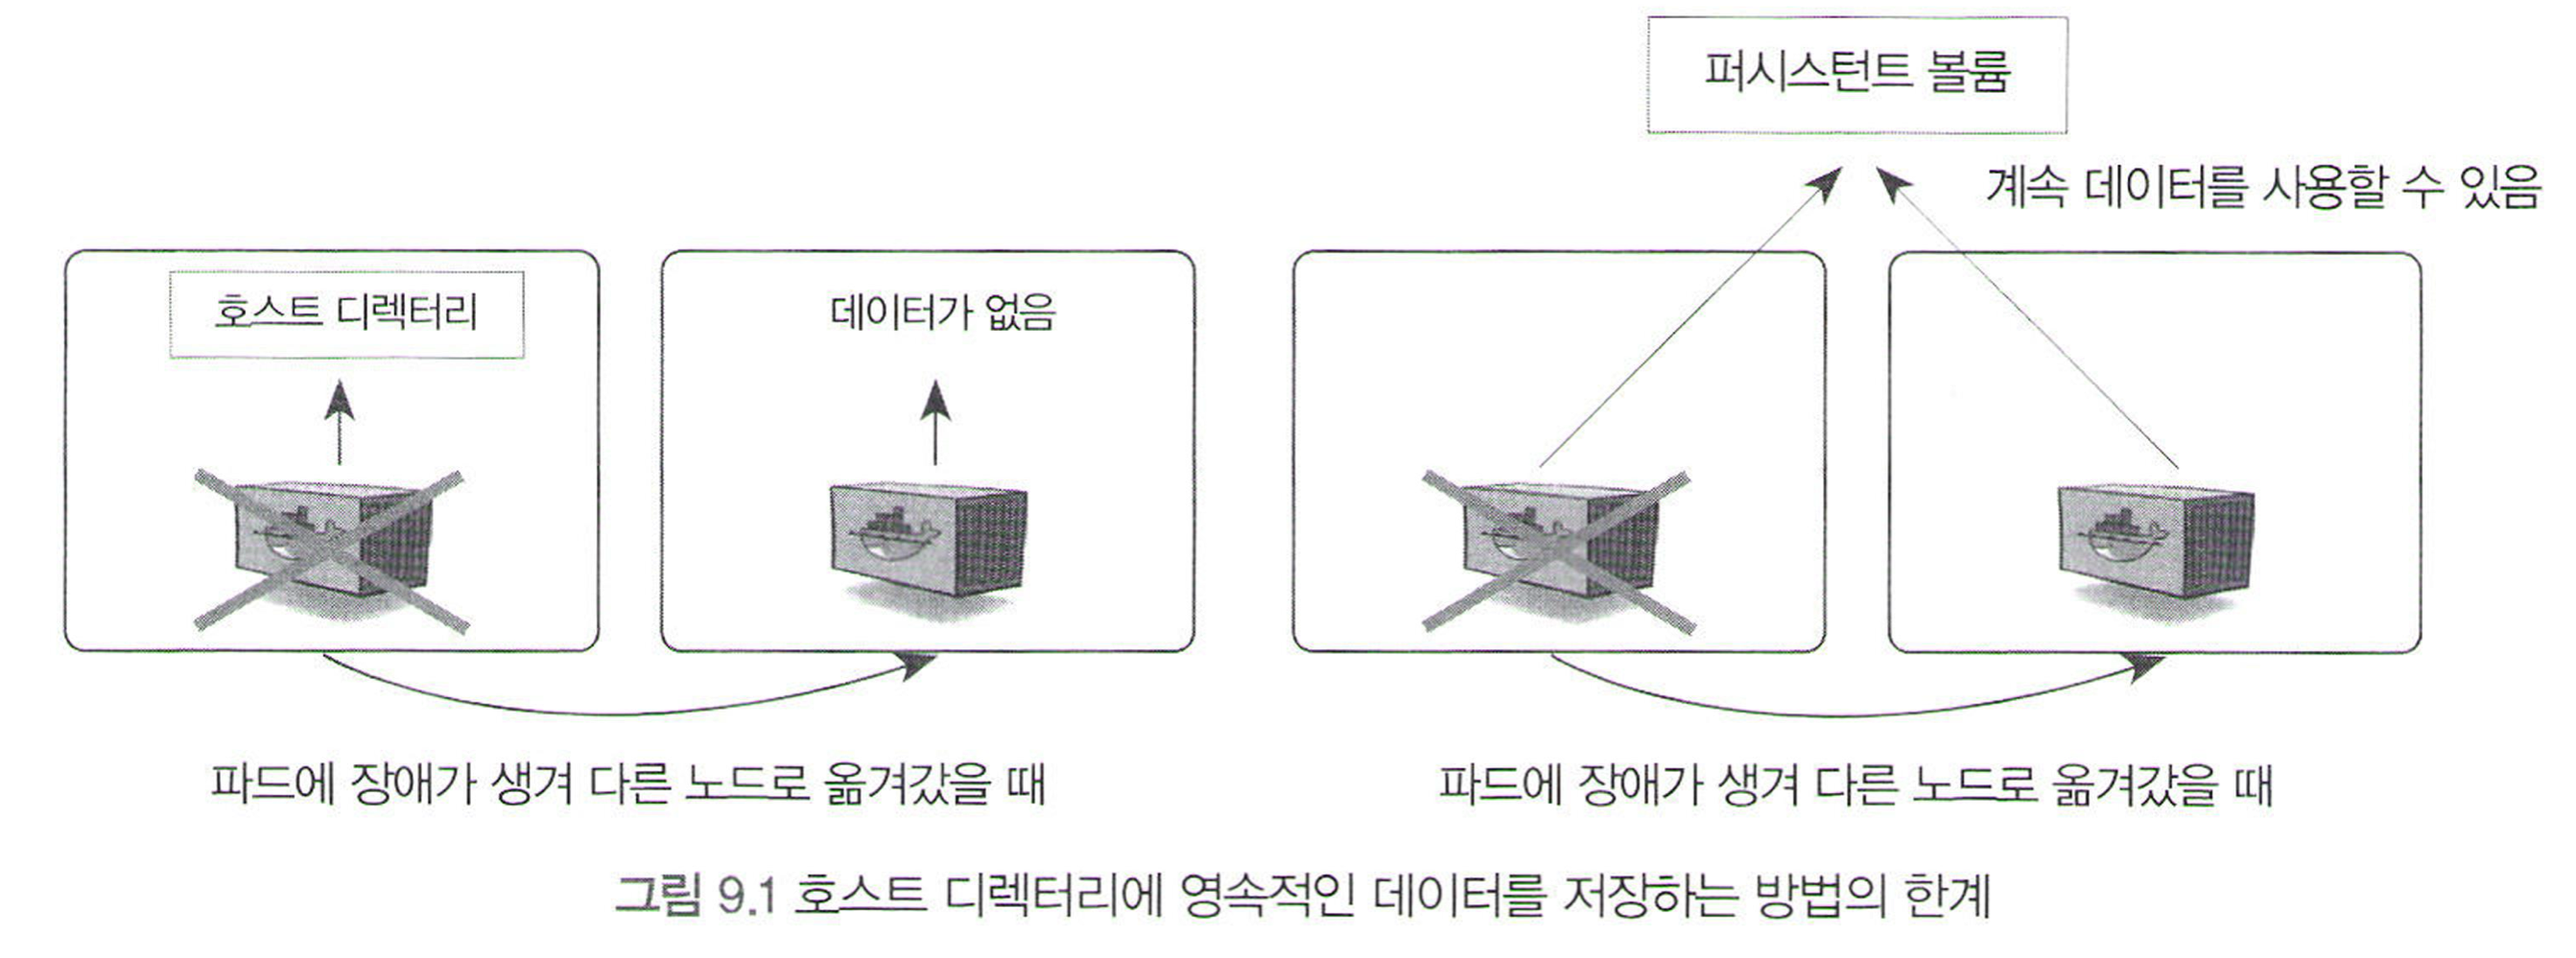 퍼시스턴트 볼륨
계속 데이터를 사용할 수 있음
호스트 디렉터리
데이터가 없음
파드에 장애가 생겨 다른 노드로 옮겨갔을 때
파드에 장애가 생겨 다른 노드로 옮겨갔을 때
그림 9.1 호스트 디렉터리에 영속적인 데이터를 저장하는 방법의 한계